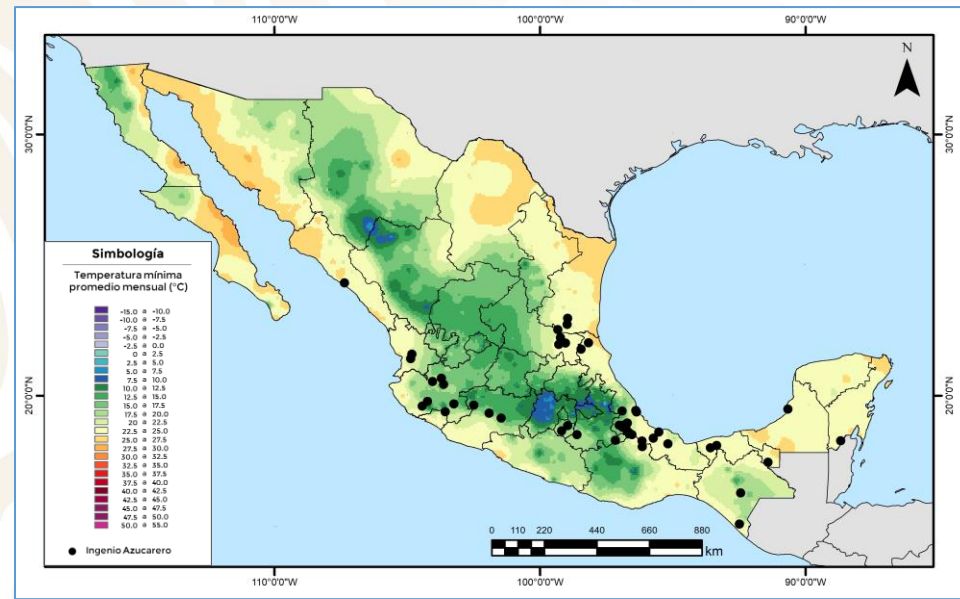 110°0'0"W
100°0'0"W
90°0'0"W
N
30°0'0"N
30°0'0"N
20°0'0"N
20°0'0"N
Simbología
Temperatura mínima
promedio mensual (°C)
-15.0 a -10.0
-10.0 a -7.5
-7.5 a -5.0
-5.0 a -2.5
-2.5 a 0.0
0 a 2.5
2.5 a 5.0
5.0 a 7.5
7.5 a 10.0
10.0 a 12.5
12.5 a 15.0
15.0 a 17.5
17.5 a 20.0
20 a 22.5
22.5 a 25.0
25.0 a 27.5
27.5 a 30.0
30.0 a 32.5
32.5 a 35.0
35.0 a 37.5
37.5 a 40.0
40.0 a 42.5
42.5 a 45.0
45.0 a 47.5
47.5 a 50.0
50.0 a 55.0
Ingenio Azucarero
0 110 220 440 660 880
km
110°0'0"W
100°0'0"W
90°0'0"W